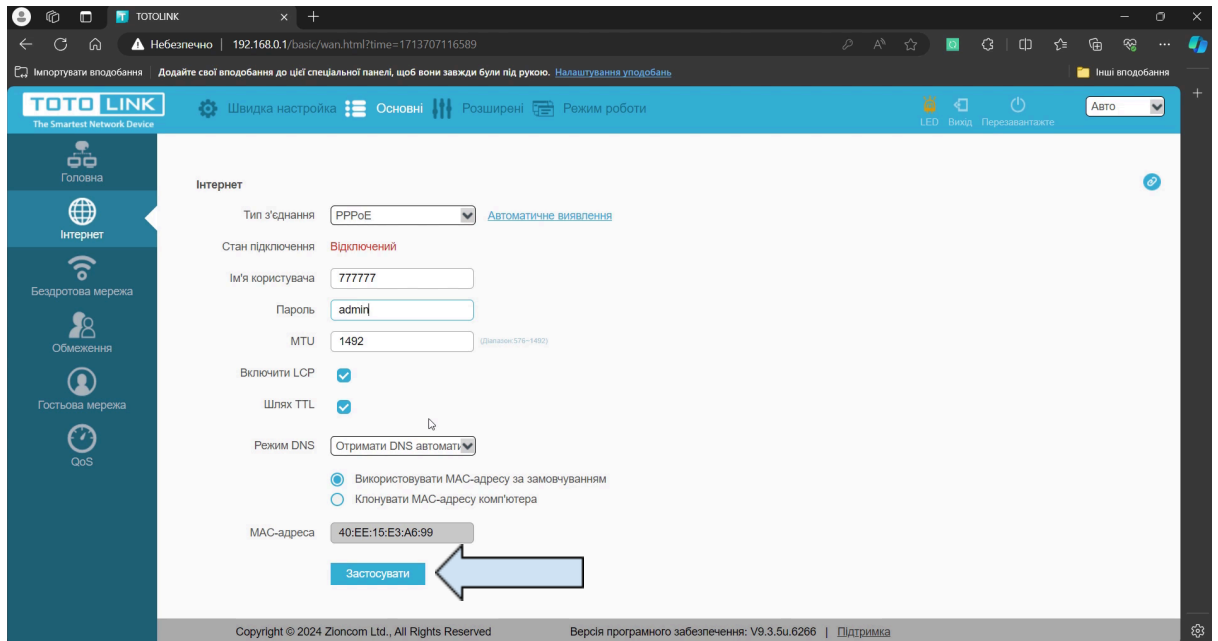 TOTOLINK
Небезпечно | 192.168.0.1/basic/wan.html?time=1713707116589
Імпортувати вподобання Додайте свої вподобання до цієї спеціальної панелі, щоб вони завжди були під рукою. Налаштування уподобань Інші вподобання
TOTO LINK
The Smartest Network Device
Швидка настройка Основні Розширені Режим роботи
LED Вихід Перезавантажте
Авто
Головна
Інтернет
Бездротова мережа
Обмеження
Гостьова мережа
QoS
Інтернет
Тип з'єднання PPPoE Автоматичне виявлення
Стан підключення Відключений
Ім'я користувача 777777
Пароль admin
MTU 1492 (Діапазон:576~1492)
Включити LCP
Шлях TTL
Режим DNS Отримати DNS автомати
Використовувати MAC-адресу за замовчуванням
Клонувати MAC-адресу комп'ютера
MAC-адреса 40:EE:15:E3:A6:99
Застосувати
Copyright © 2024 Zioncom Ltd., All Rights Reserved Версія програмного забезпечення: V9.3.5u.6266 | Підтримка